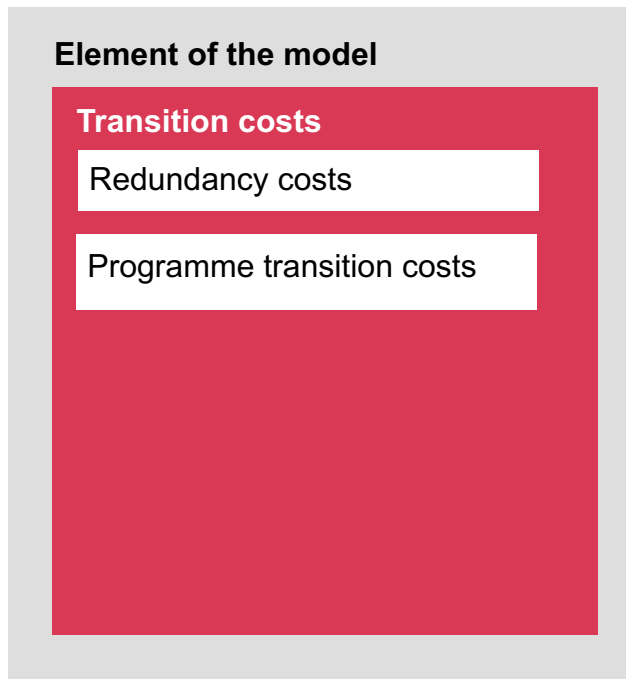 Element of the model
Transition costs
Redundancy costs
Programme transition costs